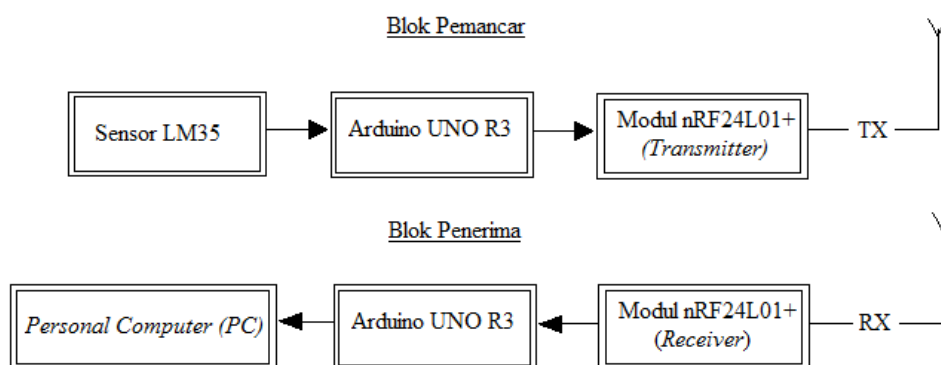 Blok Pemancar
Sensor LM35
Arduino UNO R3
Modul nRF24L01+
(Transmitter)
TX
Blok Penerima
Personal Computer (PC)
Arduino UNO R3
Modul nRF24L01+
(Receiver)
RX